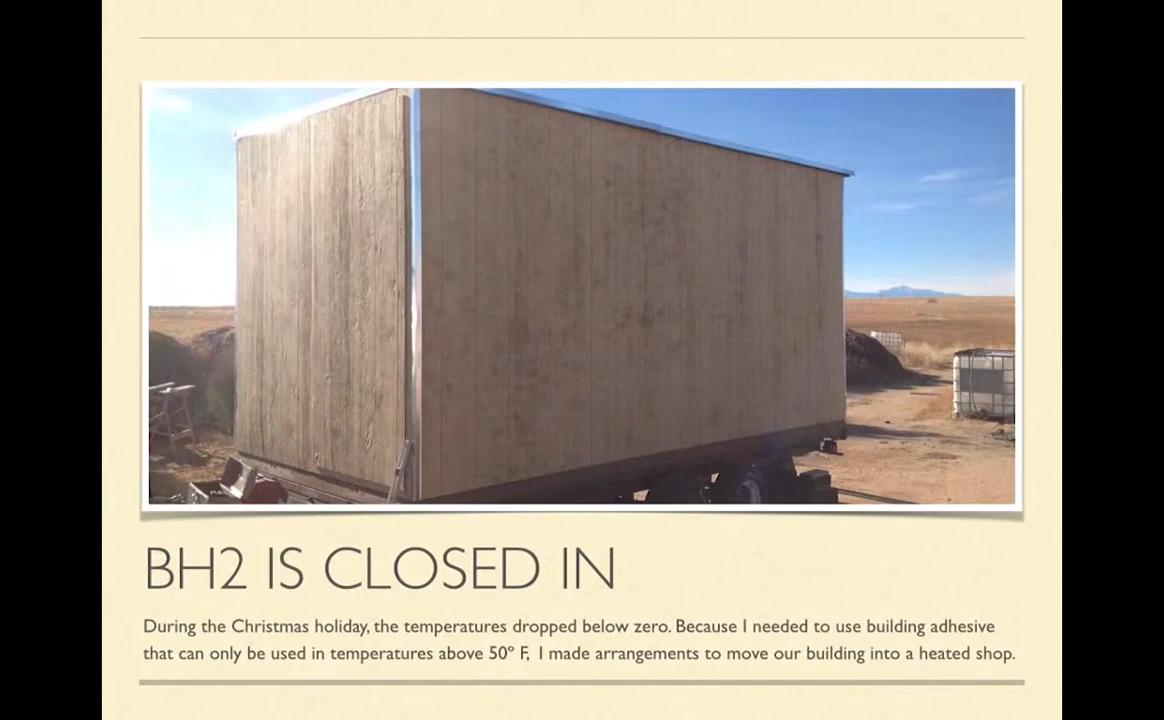 BH2 IS CLOSED IN
During the Christmas holiday, the temperatures dropped below zero. Because I needed to use building adhesive
that can only be used in temperatures above 50º F,  I made arrangements to move our building into a heated shop.